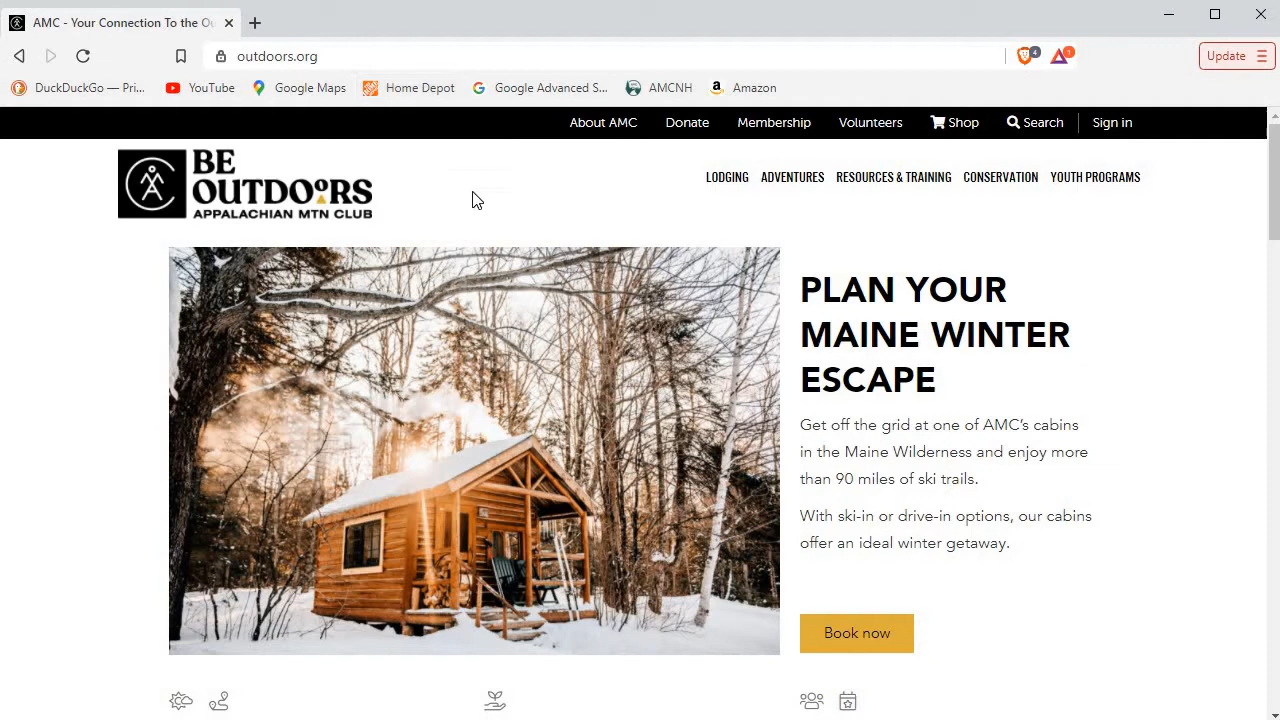 AMC - Your Connection To the Ou
outdoors.org
4
1
Update
DuckDuckGo — Pri...
YouTube
Google Maps
Home Depot
Google Advanced S...
AMCNH
Amazon
About AMC
Donate
Membership
Volunteers
Shop
Search
Sign in
BE
OUTDOORS
APPALACHIAN MTN CLUB
LODGING
ADVENTURES
RESOURCES & TRAINING
CONSERVATION
YOUTH PROGRAMS
PLAN YOUR
MAINE WINTER
ESCAPE
Get off the grid at one of AMC's cabins
in the Maine Wilderness and enjoy more
than 90 miles of ski trails.
With ski-in or drive-in options, our cabins
offer an ideal winter getaway.
Book now